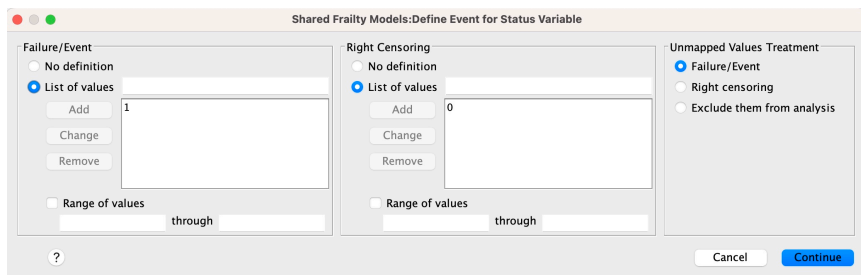 Shared Frailty Models:Define Event for Status Variable
Failure/Event
No definition
List of values
Add
Change
Remove
1
Range of values
through
Right Censoring
No definition
List of values
Add
Change
Remove
0
Range of values
through
Unmapped Values Treatment
Failure/Event
Right censoring
Exclude them from analysis
?
Cancel
Continue